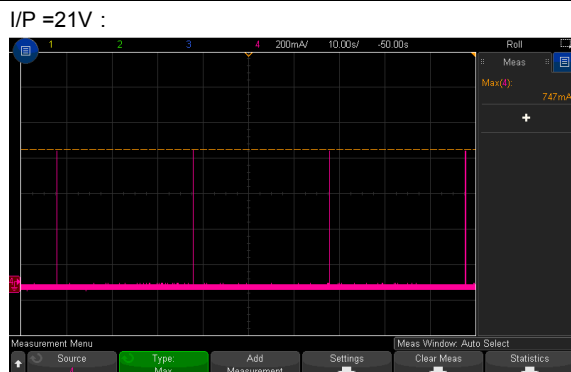 I/P =21V：
1 2 3 4 200mA/ 10.00s/ -50.00s Roll
Meas
Max(4):
747mA
Measurement Menu Meas Window: Auto Select
Source Type: Add Settings Clear Meas Statistics
Max Measurement